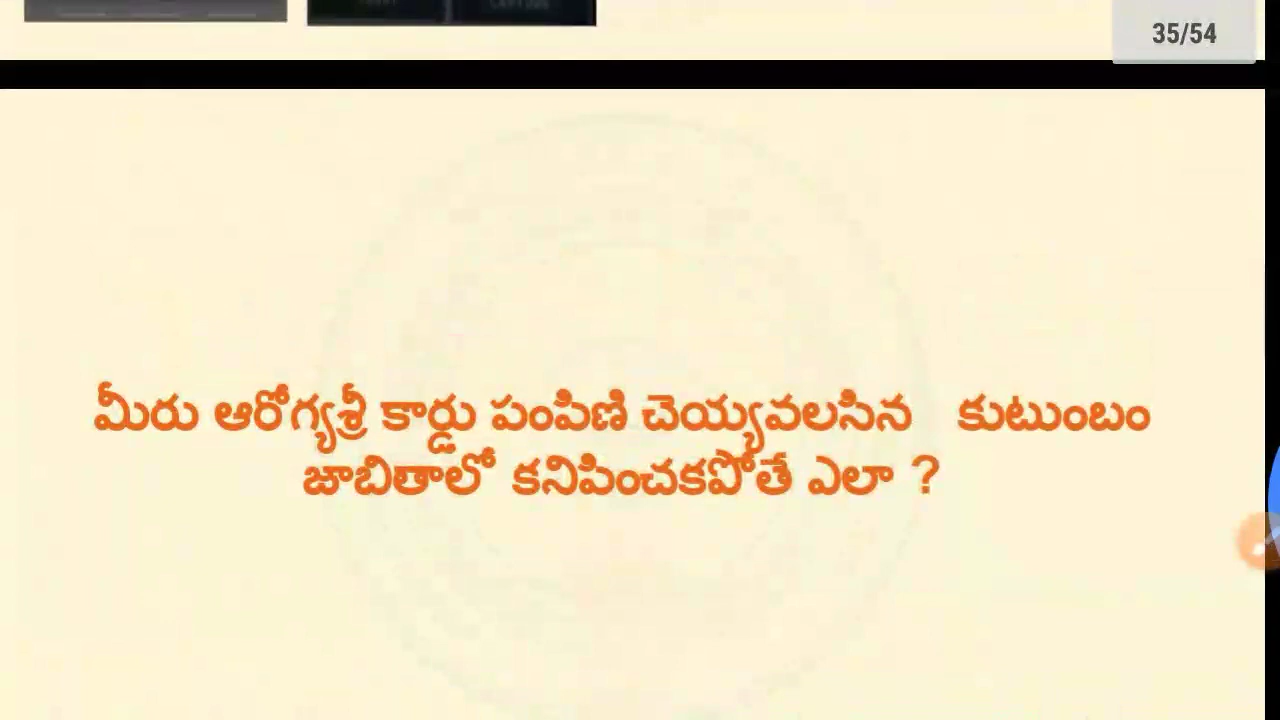 35/54
మీరు ఆరోగ్యశ్రీ కార్డు పంపిణి చెయ్యవలసిన కుటుంబం
జాబితాలో కనిపించకపోతే ఎలా ?